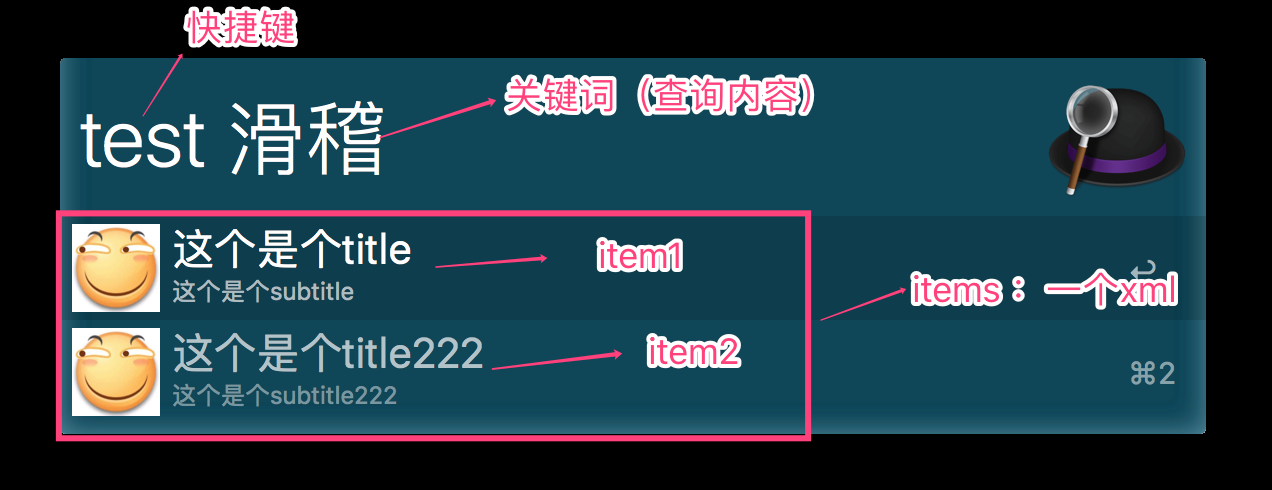 快捷键
关键词（查询内容）
test 滑稽
这个是个title
这个是个subtitle
item1
items：一个xml
这个是个title222
这个是个subtitle222
item2
⌘2